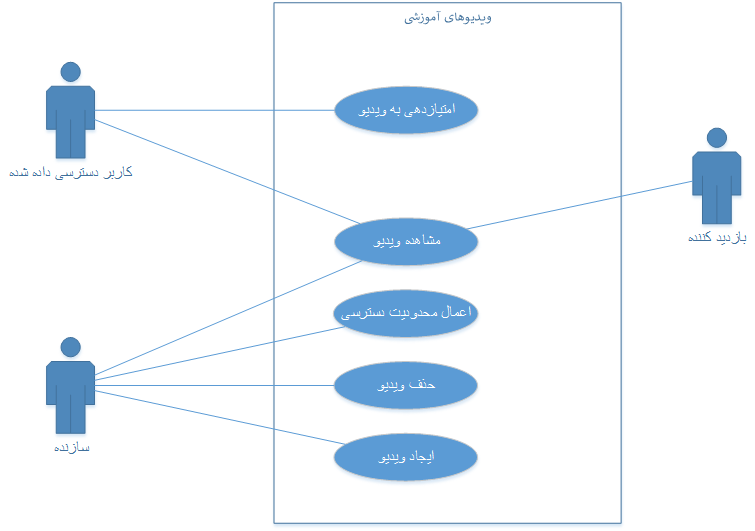 ویدیوهای آموزشی
امتیازدهی به ویدیو
کاربر دسترسی داده شده
مشاهده ویدیو
بازدید کننده
اعمال محدودیت دسترسی
حذف ویدیو
سازنده
ایجاد ویدیو